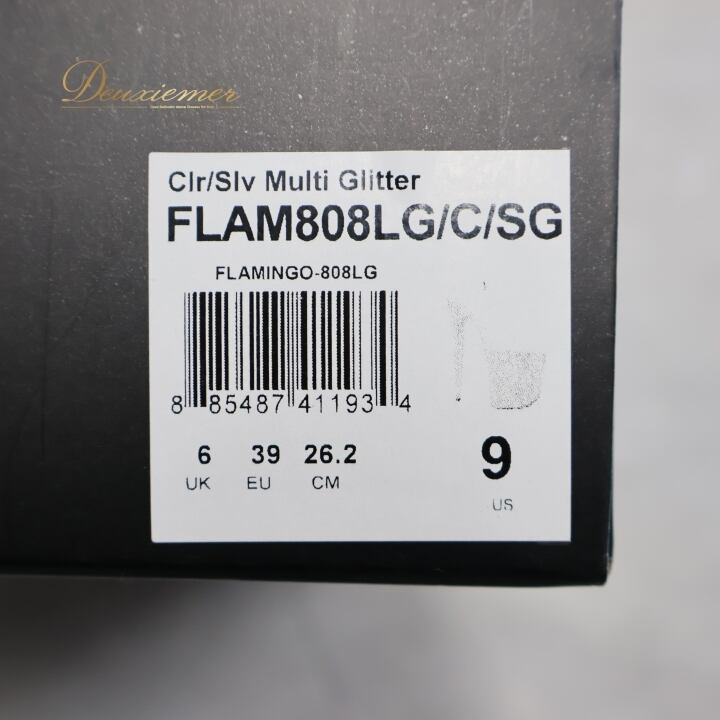 Deuxiemer
Clr/Slv Multi Glitter
FLAM808LG/C/SG
FLAMINGO-808LG
8 85487 41193 4
6 39 26.2 9
UK EU CM US